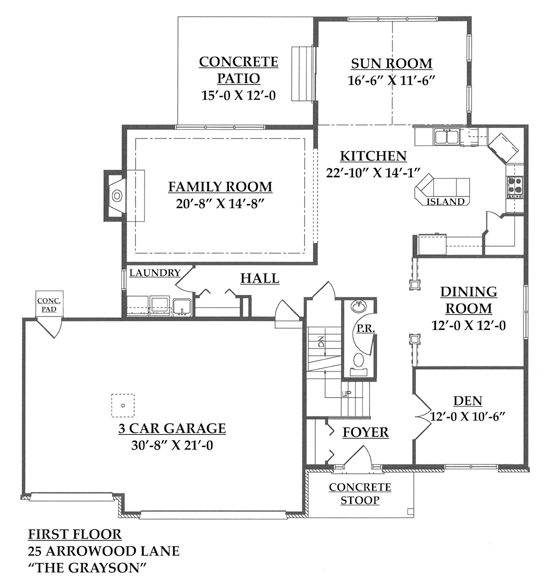 CONCRETE
PATIO
15'-0 X 12'-0
SUN ROOM
16'-6" X 11'-6"
KITCHEN
22'-10" X 14'-1"
ISLAND
FAMILY ROOM
20'-8" X 14'-8"
LAUNDRY
HALL
CONC.
PAD
DINING
ROOM
12'-0 X 12'-0
P.R.
DN
3 CAR GARAGE
30'-8" X 21'-0
DEN
12'-0 X 10'-6"
FOYER
CONCRETE
STOOP
FIRST FLOOR
25 ARROWOOD LANE
“THE GRAYSON”